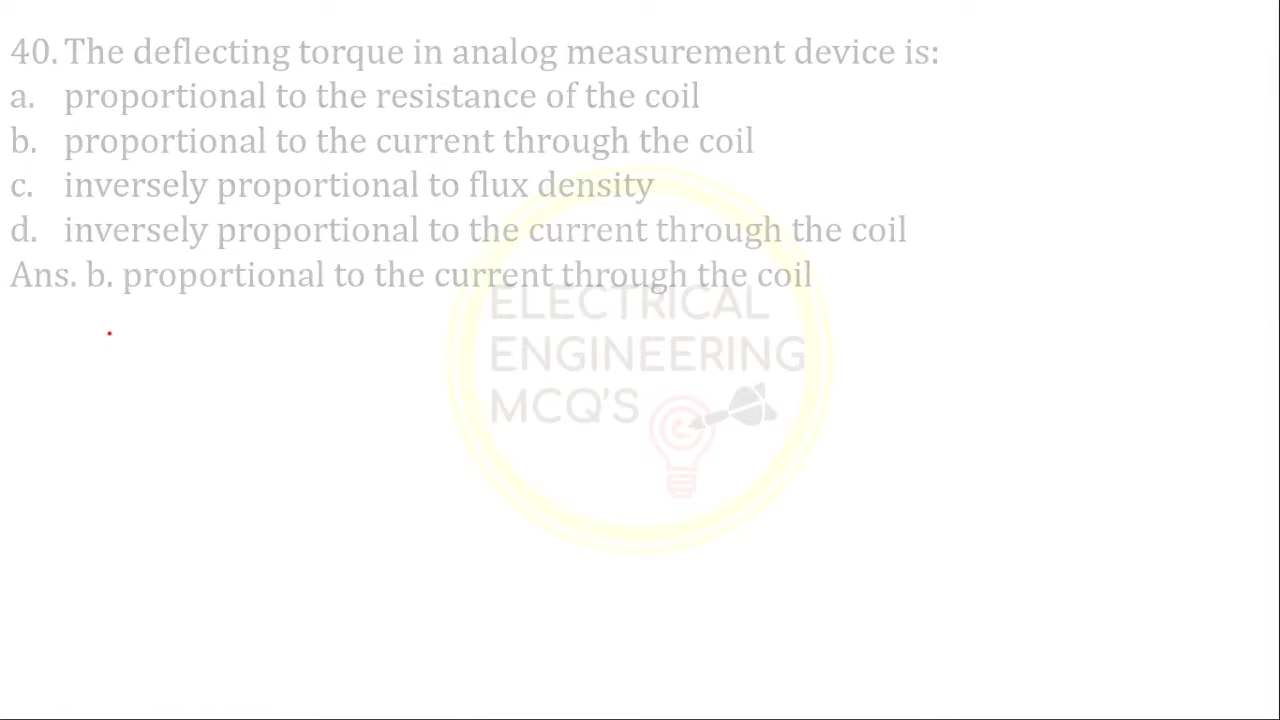 40. The deflecting torque in analog measurement device is:
a. proportional to the resistance of the coil
b. proportional to the current through the coil
c. inversely proportional to flux density
d. inversely proportional to the current through the coil
Ans. b. proportional to the current through the coil
ELECTRICAL
ENGINEERING
MCQ'S